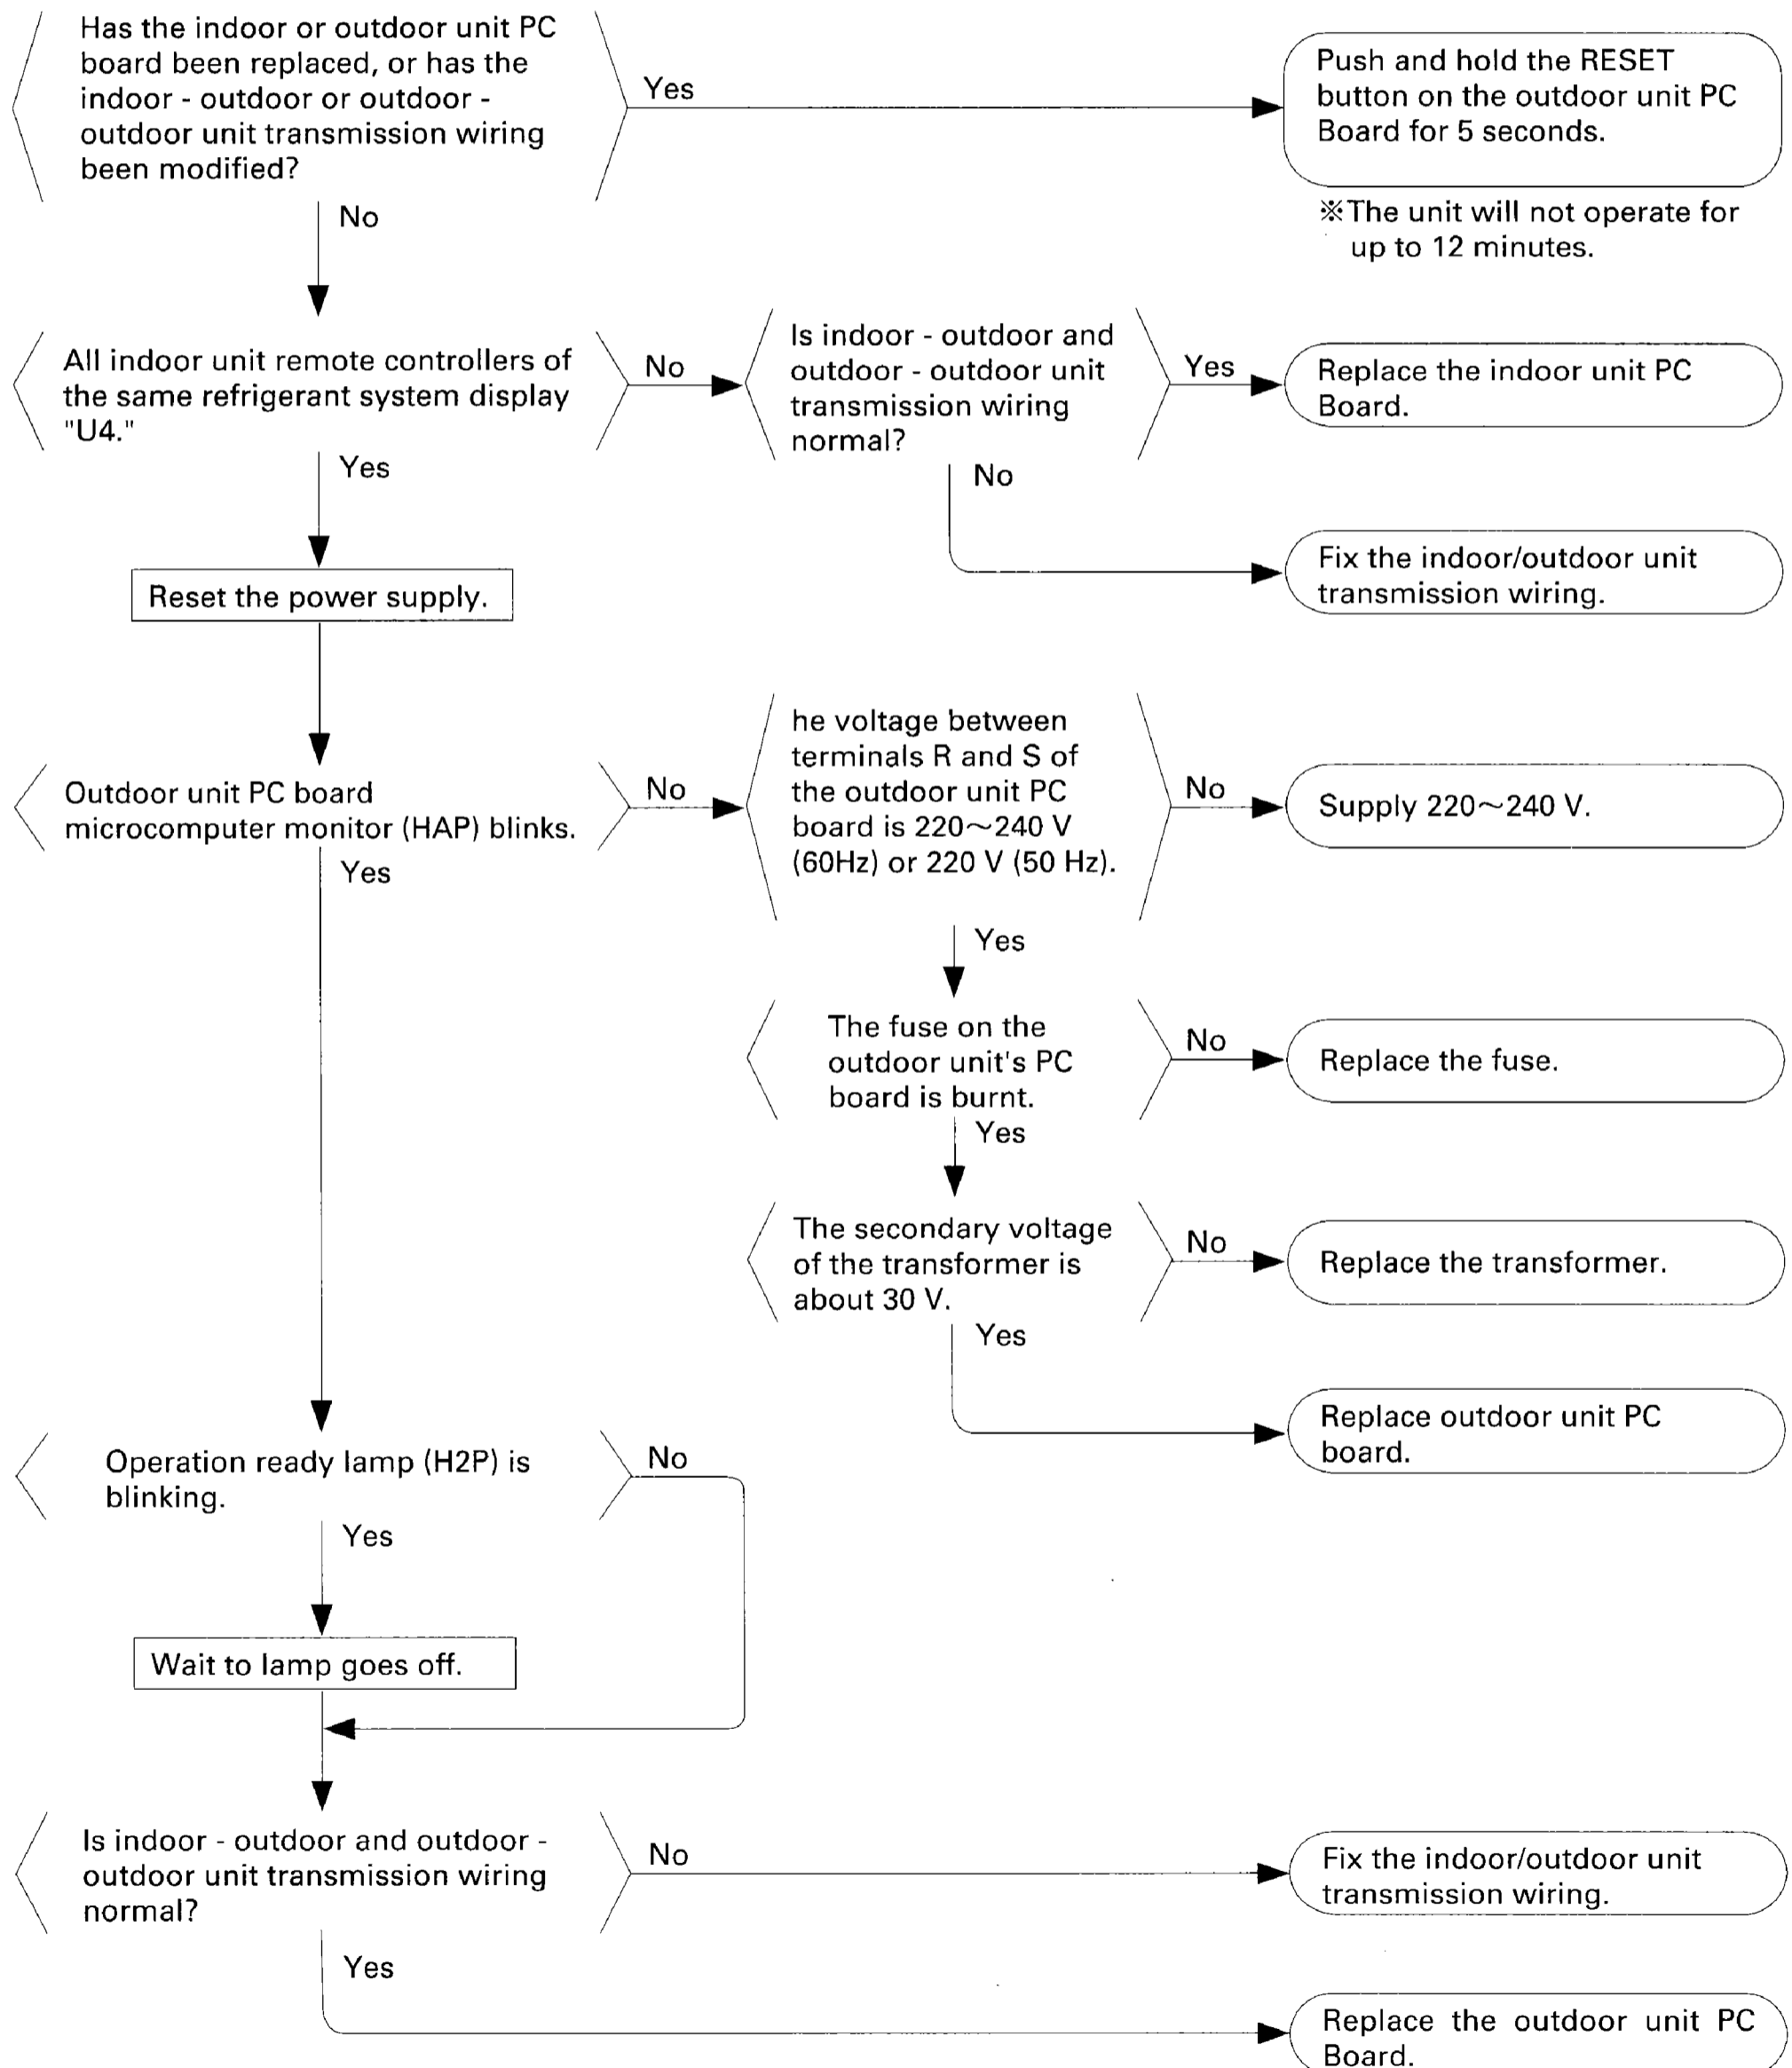 Has the indoor or outdoor unit PC
board been replaced, or has the
indoor - outdoor or outdoor -
outdoor unit transmission wiring
been modified?
Yes
Push and hold the RESET
button on the outdoor unit PC
Board for 5 seconds.
No
※The unit will not operate for
up to 12 minutes.
All indoor unit remote controllers of
the same refrigerant system display
"U4."
No
Is indoor - outdoor and
outdoor - outdoor unit
transmission wiring
normal?
Yes
Replace the indoor unit PC
Board.
Yes
No
Fix the indoor/outdoor unit
transmission wiring.
Reset the power supply.
Outdoor unit PC board
microcomputer monitor (HAP) blinks.
No
he voltage between
terminals R and S of
the outdoor unit PC
board is 220～240 V
(60Hz) or 220 V (50 Hz).
No
Supply 220～240 V.
Yes
Yes
The fuse on the
outdoor unit's PC
board is burnt.
No
Replace the fuse.
Yes
The secondary voltage
of the transformer is
about 30 V.
No
Replace the transformer.
Yes
Replace outdoor unit PC
board.
Operation ready lamp (H2P) is
blinking.
No
Yes
Wait to lamp goes off.
Is indoor - outdoor and outdoor -
outdoor unit transmission wiring
normal?
No
Fix the indoor/outdoor unit
transmission wiring.
Yes
Replace the outdoor unit PC
Board.